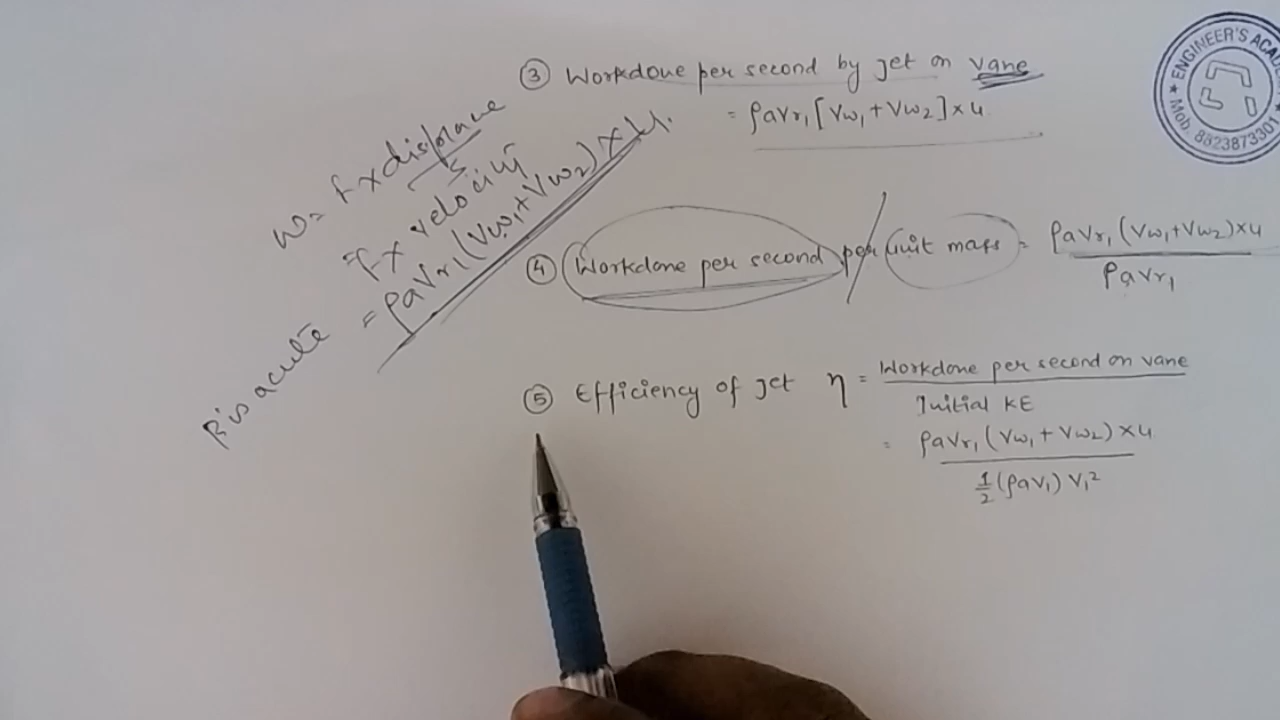 ③ Workdone per second by jet on vane
= ρaVr₁[Vw₁+Vw₂]×u
W= F×displace
= F× velocity
= ρaVr₁(Vw₁+Vw₂)×u.
β is acute
④ (Workdone per second) per unit mass = ρaVr₁(Vw₁+Vw₂)×u / ρaVr₁
⑤ Efficiency of jet η = Workdone per second on vane / Initial KE
= ρaVr₁(Vw₁+Vw₂)×u / ½(ρaV₁)V₁²
ENGINEER'S
Mob. 8823873301